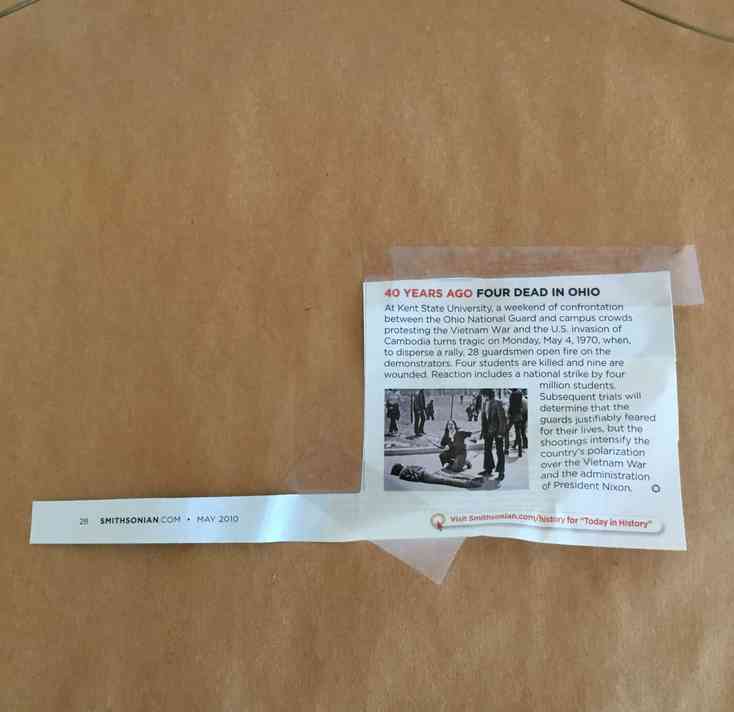 40 YEARS AGO FOUR DEAD IN OHIO
At Kent State University, a weekend of confrontation
between the Ohio National Guard and campus crowds
protesting the Vietnam War and the U.S. invasion of
Cambodia turns tragic on Monday, May 4, 1970, when,
to disperse a rally, 28 guardsmen open fire on the
demonstrators. Four students are killed and nine are
wounded. Reaction includes a national strike by four
million students.
Subsequent trials will
determine that the
guards justifiably feared
for their lives, but the
shootings intensify the
country's polarization
over the Vietnam War
and the administration
of President Nixon.
28 SMITHSONIAN.COM • MAY 2010
Visit Smithsonian.com/history for "Today in History"